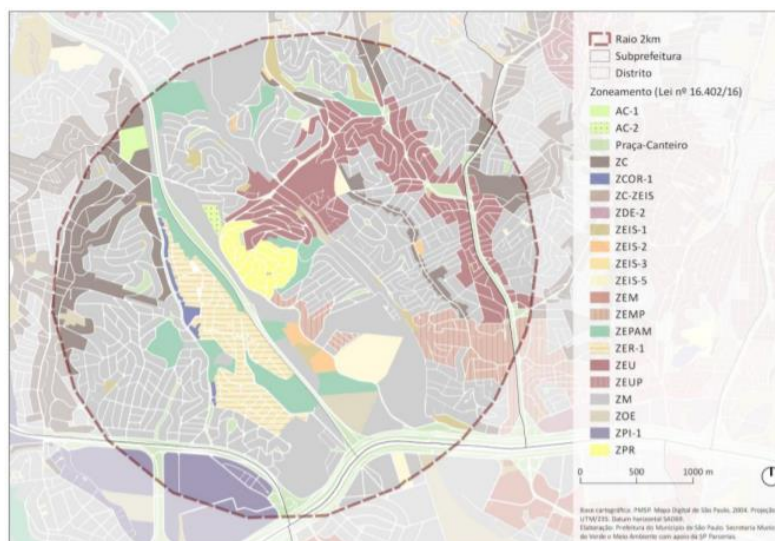 Raio 2km
Subprefeitura
Distrito
Zoneamento (Lei nº 16.402/16)
AC-1
AC-2
Praça-Canteiro
ZC
ZCOR-1
ZC-ZEIS
ZDE-2
ZEIS-1
ZEIS-2
ZEIS-3
ZEIS-5
ZEM
ZEMP
ZEPAM
ZER-1
ZEU
ZEUP
ZM
ZOE
ZPI-1
ZPR
0 500 1000 m
Base cartográfica: PMSP. Mapa Digital de São Paulo, 2004. Projeção
UTM/23S. Datum horizontal SAD69.
Elaboração: Prefeitura do Município de São Paulo. Secretaria Muni
do Verde e Meio Ambiente com apoio da SP Parcerias.